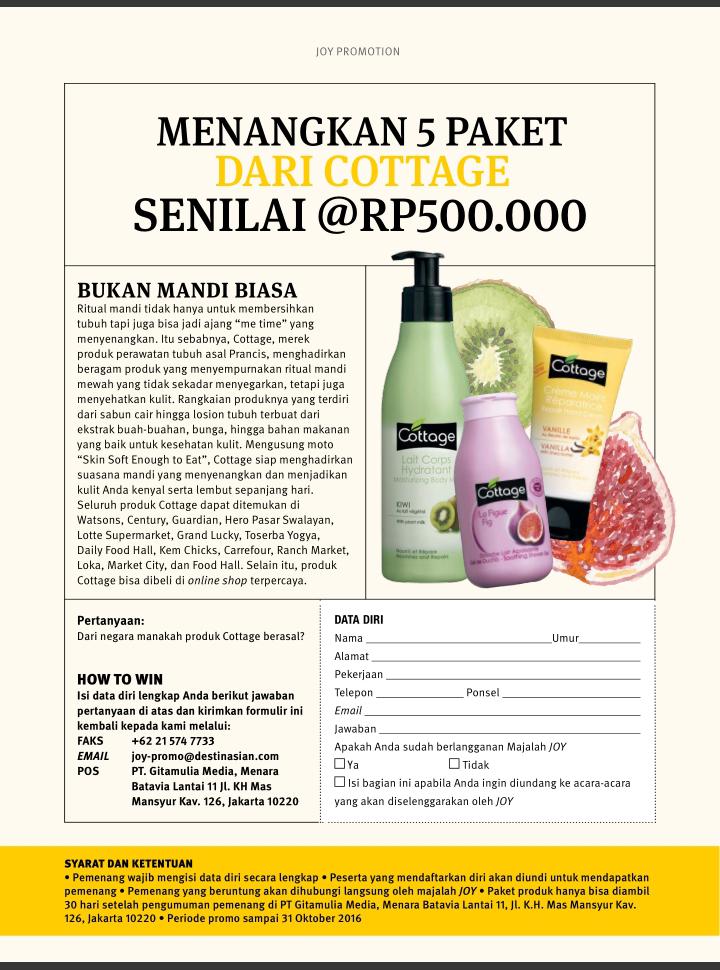 JOY PROMOTION
MENANGKAN 5 PAKET
DARI COTTAGE
SENILAI @RP500.000
BUKAN MANDI BIASA
Ritual mandi tidak hanya untuk membersihkan
tubuh tapi juga bisa jadi ajang “me time” yang
menyenangkan. Itu sebabnya, Cottage, merek
produk perawatan tubuh asal Prancis, menghadirkan
beragam produk yang menyempurnakan ritual mandi
mewah yang tidak sekadar menyegarkan, tetapi juga
menyehatkan kulit. Rangkaian produknya yang terdiri
dari sabun cair hingga losion tubuh terbuat dari
ekstrak buah-buahan, bunga, hingga bahan makanan
yang baik untuk kesehatan kulit. Mengusung moto
“Skin Soft Enough to Eat”, Cottage siap menghadirkan
suasana mandi yang menyenangkan dan menjadikan
kulit Anda kenyal serta lembut sepanjang hari.
Seluruh produk Cottage dapat ditemukan di
Watsons, Century, Guardian, Hero Pasar Swalayan,
Lotte Supermarket, Grand Lucky, Toserba Yogya,
Daily Food Hall, Kem Chicks, Carrefour, Ranch Market,
Loka, Market City, dan Food Hall. Selain itu, produk
Cottage bisa dibeli di online shop terpercaya.
Cottage
Lait Corps
Hydratant
Moisturizing Body
KIWI
With yeast milk
Nourrit et Répare
Nourishes and Repairs
Cottage
La Figue
Fig
Cottage
Crème Mains
Réparatrice
Repair Hand Cream
VANILLE
VANILLA
Pertanyaan:
Dari negara manakah produk Cottage berasal?
HOW TO WIN
Isi data diri lengkap Anda berikut jawaban
pertanyaan di atas dan kirimkan formulir ini
kembali kepada kami melalui:
FAKS +62 21 574 7733
EMAIL joy-promo@destinasian.com
POS PT. Gitamulia Media, Menara
Batavia Lantai 11 Jl. KH Mas
Mansyur Kav. 126, Jakarta 10220
DATA DIRI
Nama Umur
Alamat
Pekerjaan
Telepon Ponsel
Email
Jawaban
Apakah Anda sudah berlangganan Majalah JOY
Ya Tidak
Isi bagian ini apabila Anda ingin diundang ke acara-acara
yang akan diselenggarakan oleh JOY
SYARAT DAN KETENTUAN
• Pemenang wajib mengisi data diri secara lengkap • Peserta yang mendaftarkan diri akan diundi untuk mendapatkan
pemenang • Pemenang yang beruntung akan dihubungi langsung oleh majalah JOY • Paket produk hanya bisa diambil
30 hari setelah pengumuman pemenang di PT Gitamulia Media, Menara Batavia Lantai 11, Jl. K.H. Mas Mansyur Kav.
126, Jakarta 10220 • Periode promo sampai 31 Oktober 2016